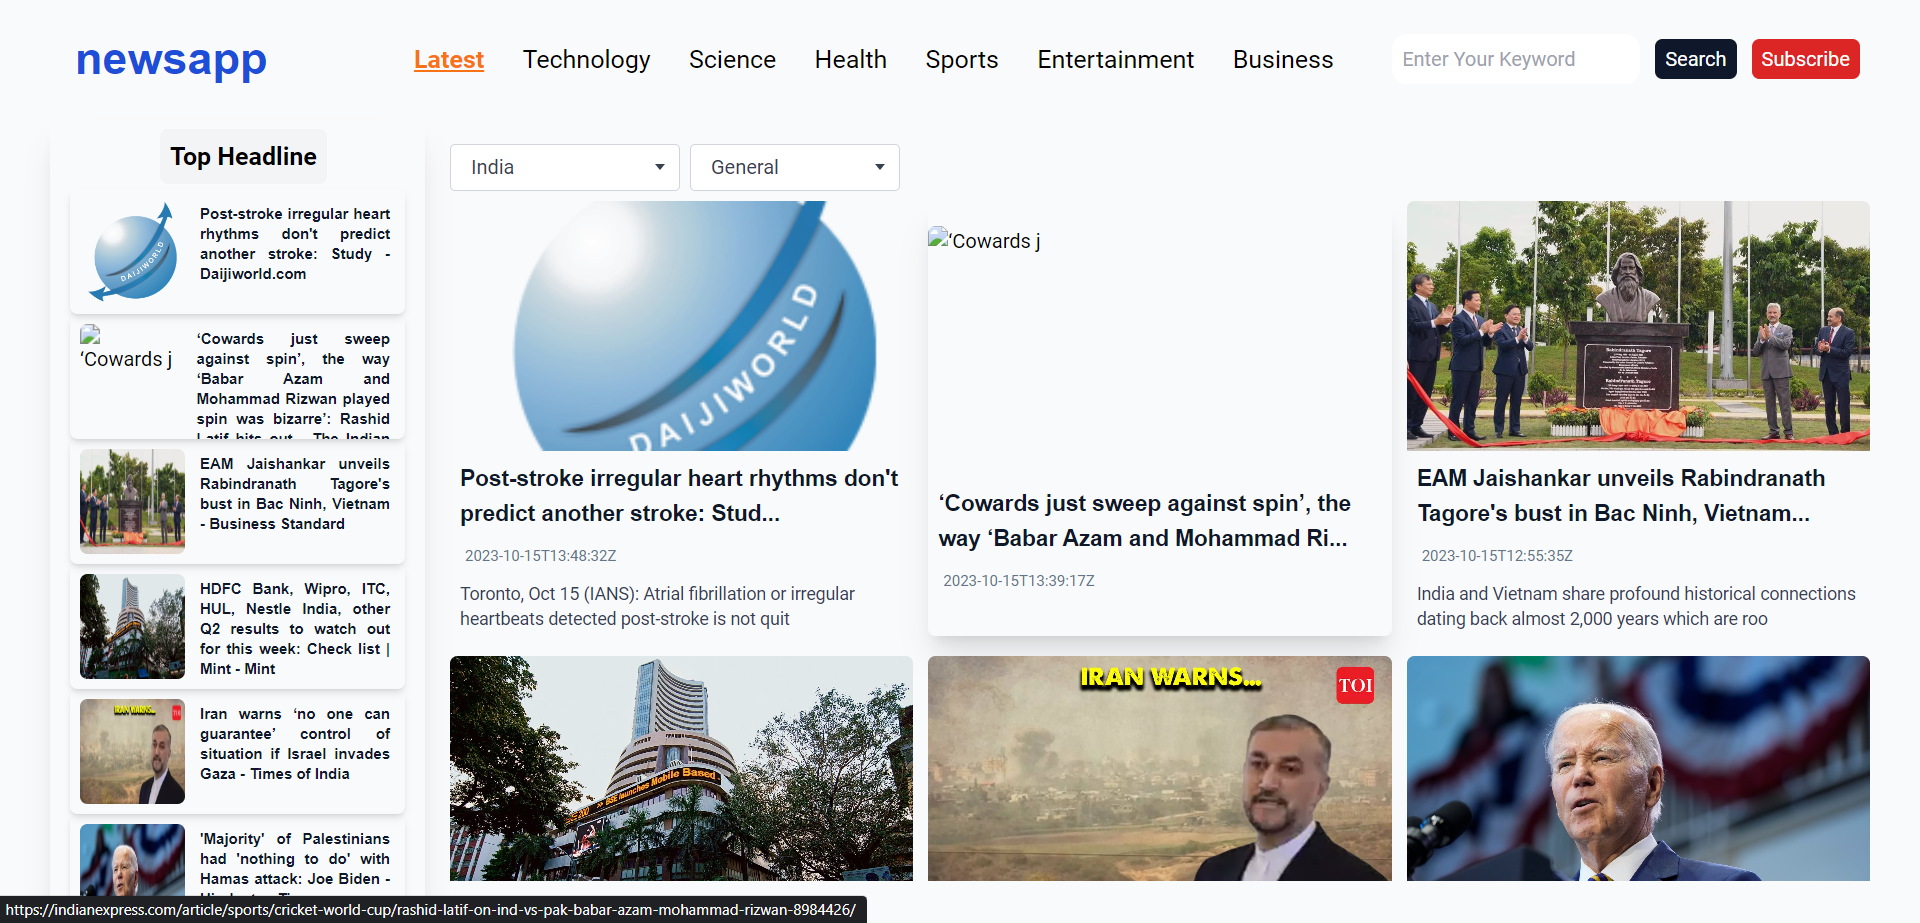 newsapp
Latest Technology Science Health Sports Entertainment Business
Enter Your Keyword
Search
Subscribe
Top Headline
DAIJIWORLD
Post-stroke irregular heart
rhythms don't predict
another stroke: Study -
Daijiworld.com
‘Cowards j
‘Cowards just sweep
against spin’, the way
‘Babar Azam and
Mohammad Rizwan played
spin was bizarre’: Rashid
Latif hits out - The Indian
EAM Jaishankar unveils
Rabindranath Tagore's
bust in Bac Ninh, Vietnam
- Business Standard
HDFC Bank, Wipro, ITC,
HUL, Nestle India, other
Q2 results to watch out
for this week: Check list |
Mint - Mint
IRAN WARNS...
TOI
Iran warns ‘no one can
guarantee’ control of
situation if Israel invades
Gaza - Times of India
'Majority' of Palestinians
had 'nothing to do' with
Hamas attack: Joe Biden -
India
General
DAIJIWORLD
Post-stroke irregular heart rhythms don't
predict another stroke: Stud...
2023-10-15T13:48:32Z
Toronto, Oct 15 (IANS): Atrial fibrillation or irregular
heartbeats detected post-stroke is not quit
‘Cowards j
‘Cowards just sweep against spin’, the
way ‘Babar Azam and Mohammad Ri...
2023-10-15T13:39:17Z
Rabindranath Tagore
Rabindranath Tagore
EAM Jaishankar unveils Rabindranath
Tagore's bust in Bac Ninh, Vietnam...
2023-10-15T12:55:35Z
India and Vietnam share profound historical connections
dating back almost 2,000 years which are roo
BSE launches Mobile Based
IRAN WARNS...
TOI
https://indianexpress.com/article/sports/cricket-world-cup/rashid-latif-on-ind-vs-pak-babar-azam-mohammad-rizwan-8984426/